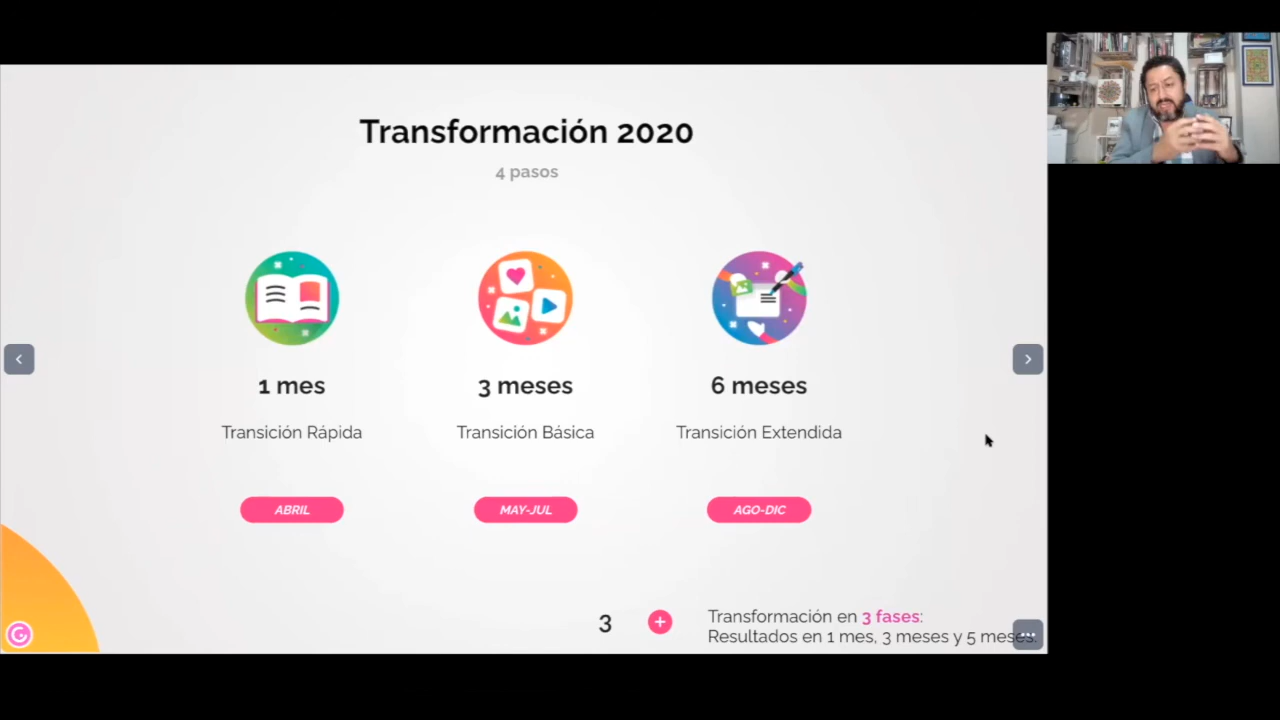 Transformación 2020
4 pasos
1 mes
3 meses
6 meses
Transición Rápida
Transición Básica
Transición Extendida
ABRIL
MAY-JUL
AGO-DIC
3
Transformación en 3 fases:
Resultados en 1 mes, 3 meses y 5 meses.